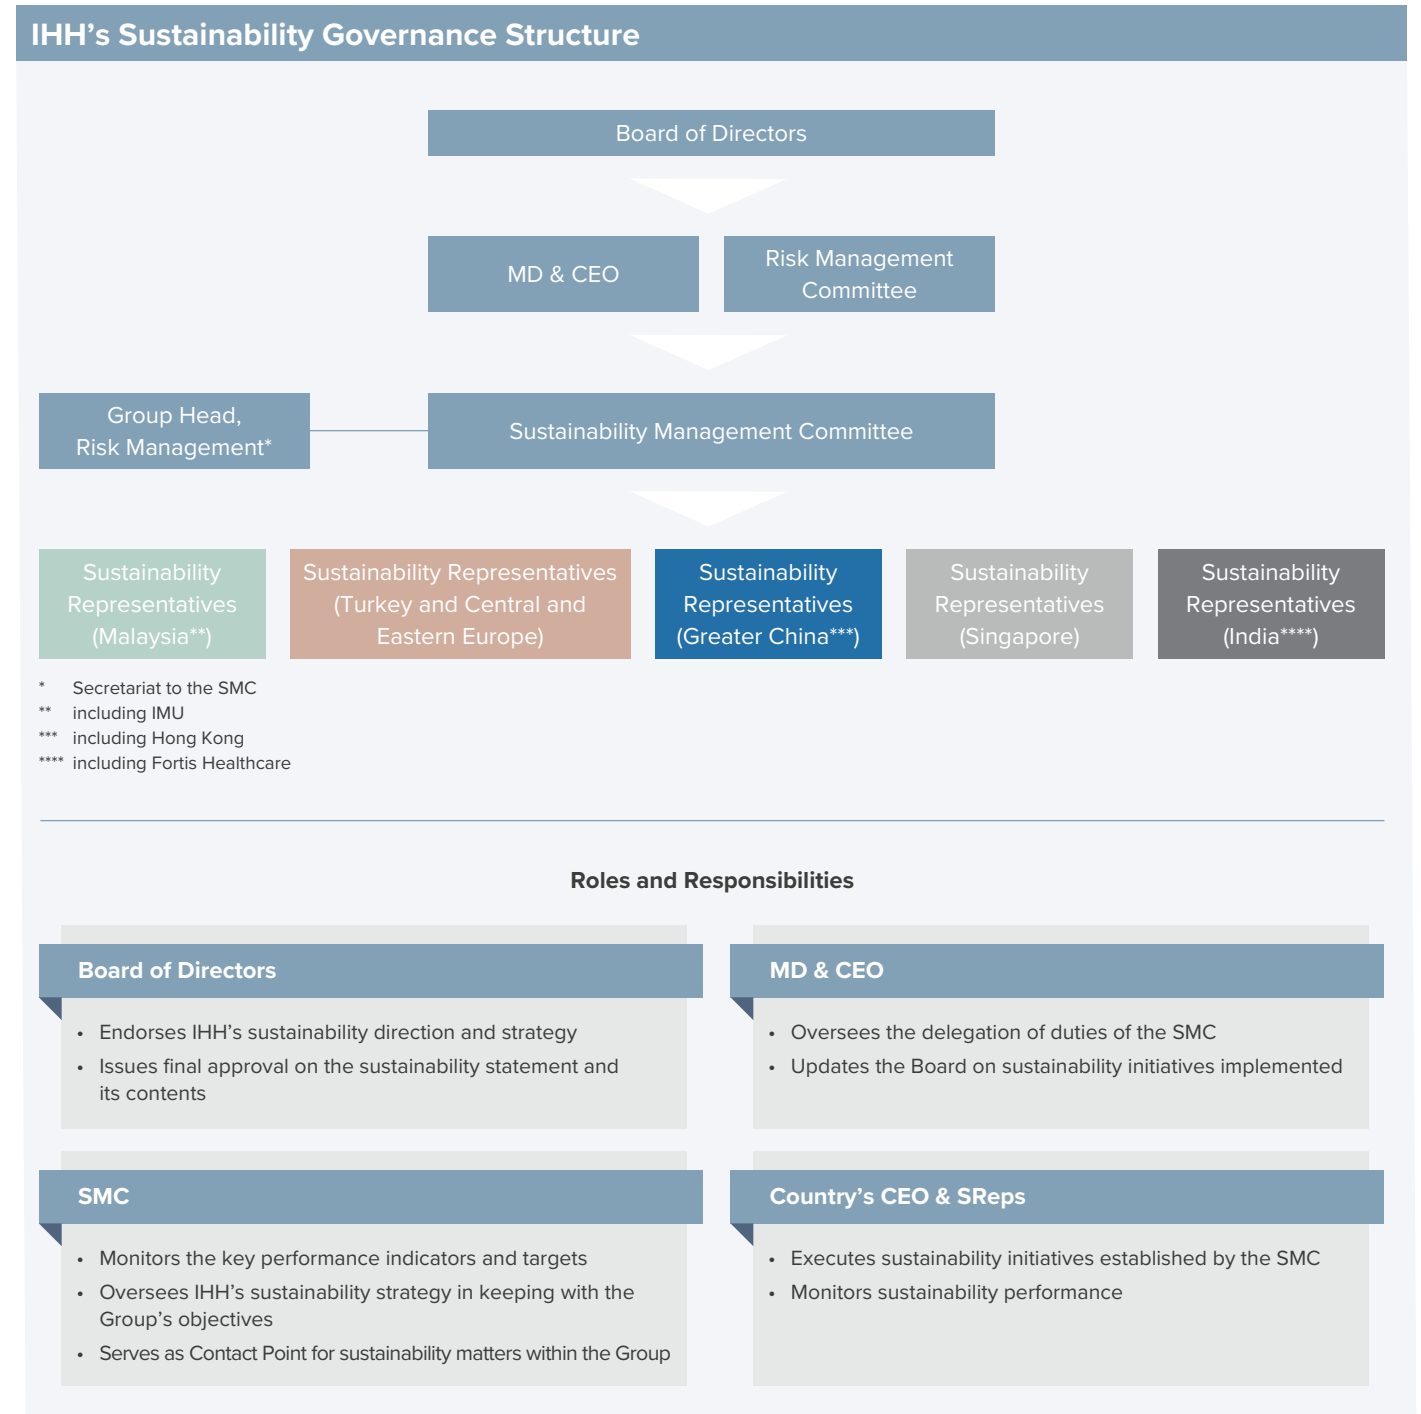 IHH's Sustainability Governance Structure
Board of Directors
MD & CEO
Risk Management
Committee
Group Head,
Risk Management*
Sustainability Management Committee
Sustainability
Representatives
(Malaysia**)
Sustainability Representatives
(Turkey and Central and
Eastern Europe)
Sustainability
Representatives
(Greater China***)
Sustainability
Representatives
(Singapore)
Sustainability
Representatives
(India****)
* Secretariat to the SMC
** including IMU
*** including Hong Kong
**** including Fortis Healthcare
Roles and Responsibilities
Board of Directors
• Endorses IHH's sustainability direction and strategy
• Issues final approval on the sustainability statement and
its contents
MD & CEO
• Oversees the delegation of duties of the SMC
• Updates the Board on sustainability initiatives implemented
SMC
• Monitors the key performance indicators and targets
• Oversees IHH's sustainability strategy in keeping with the
Group's objectives
• Serves as Contact Point for sustainability matters within the Group
Country's CEO & SReps
• Executes sustainability initiatives established by the SMC
• Monitors sustainability performance